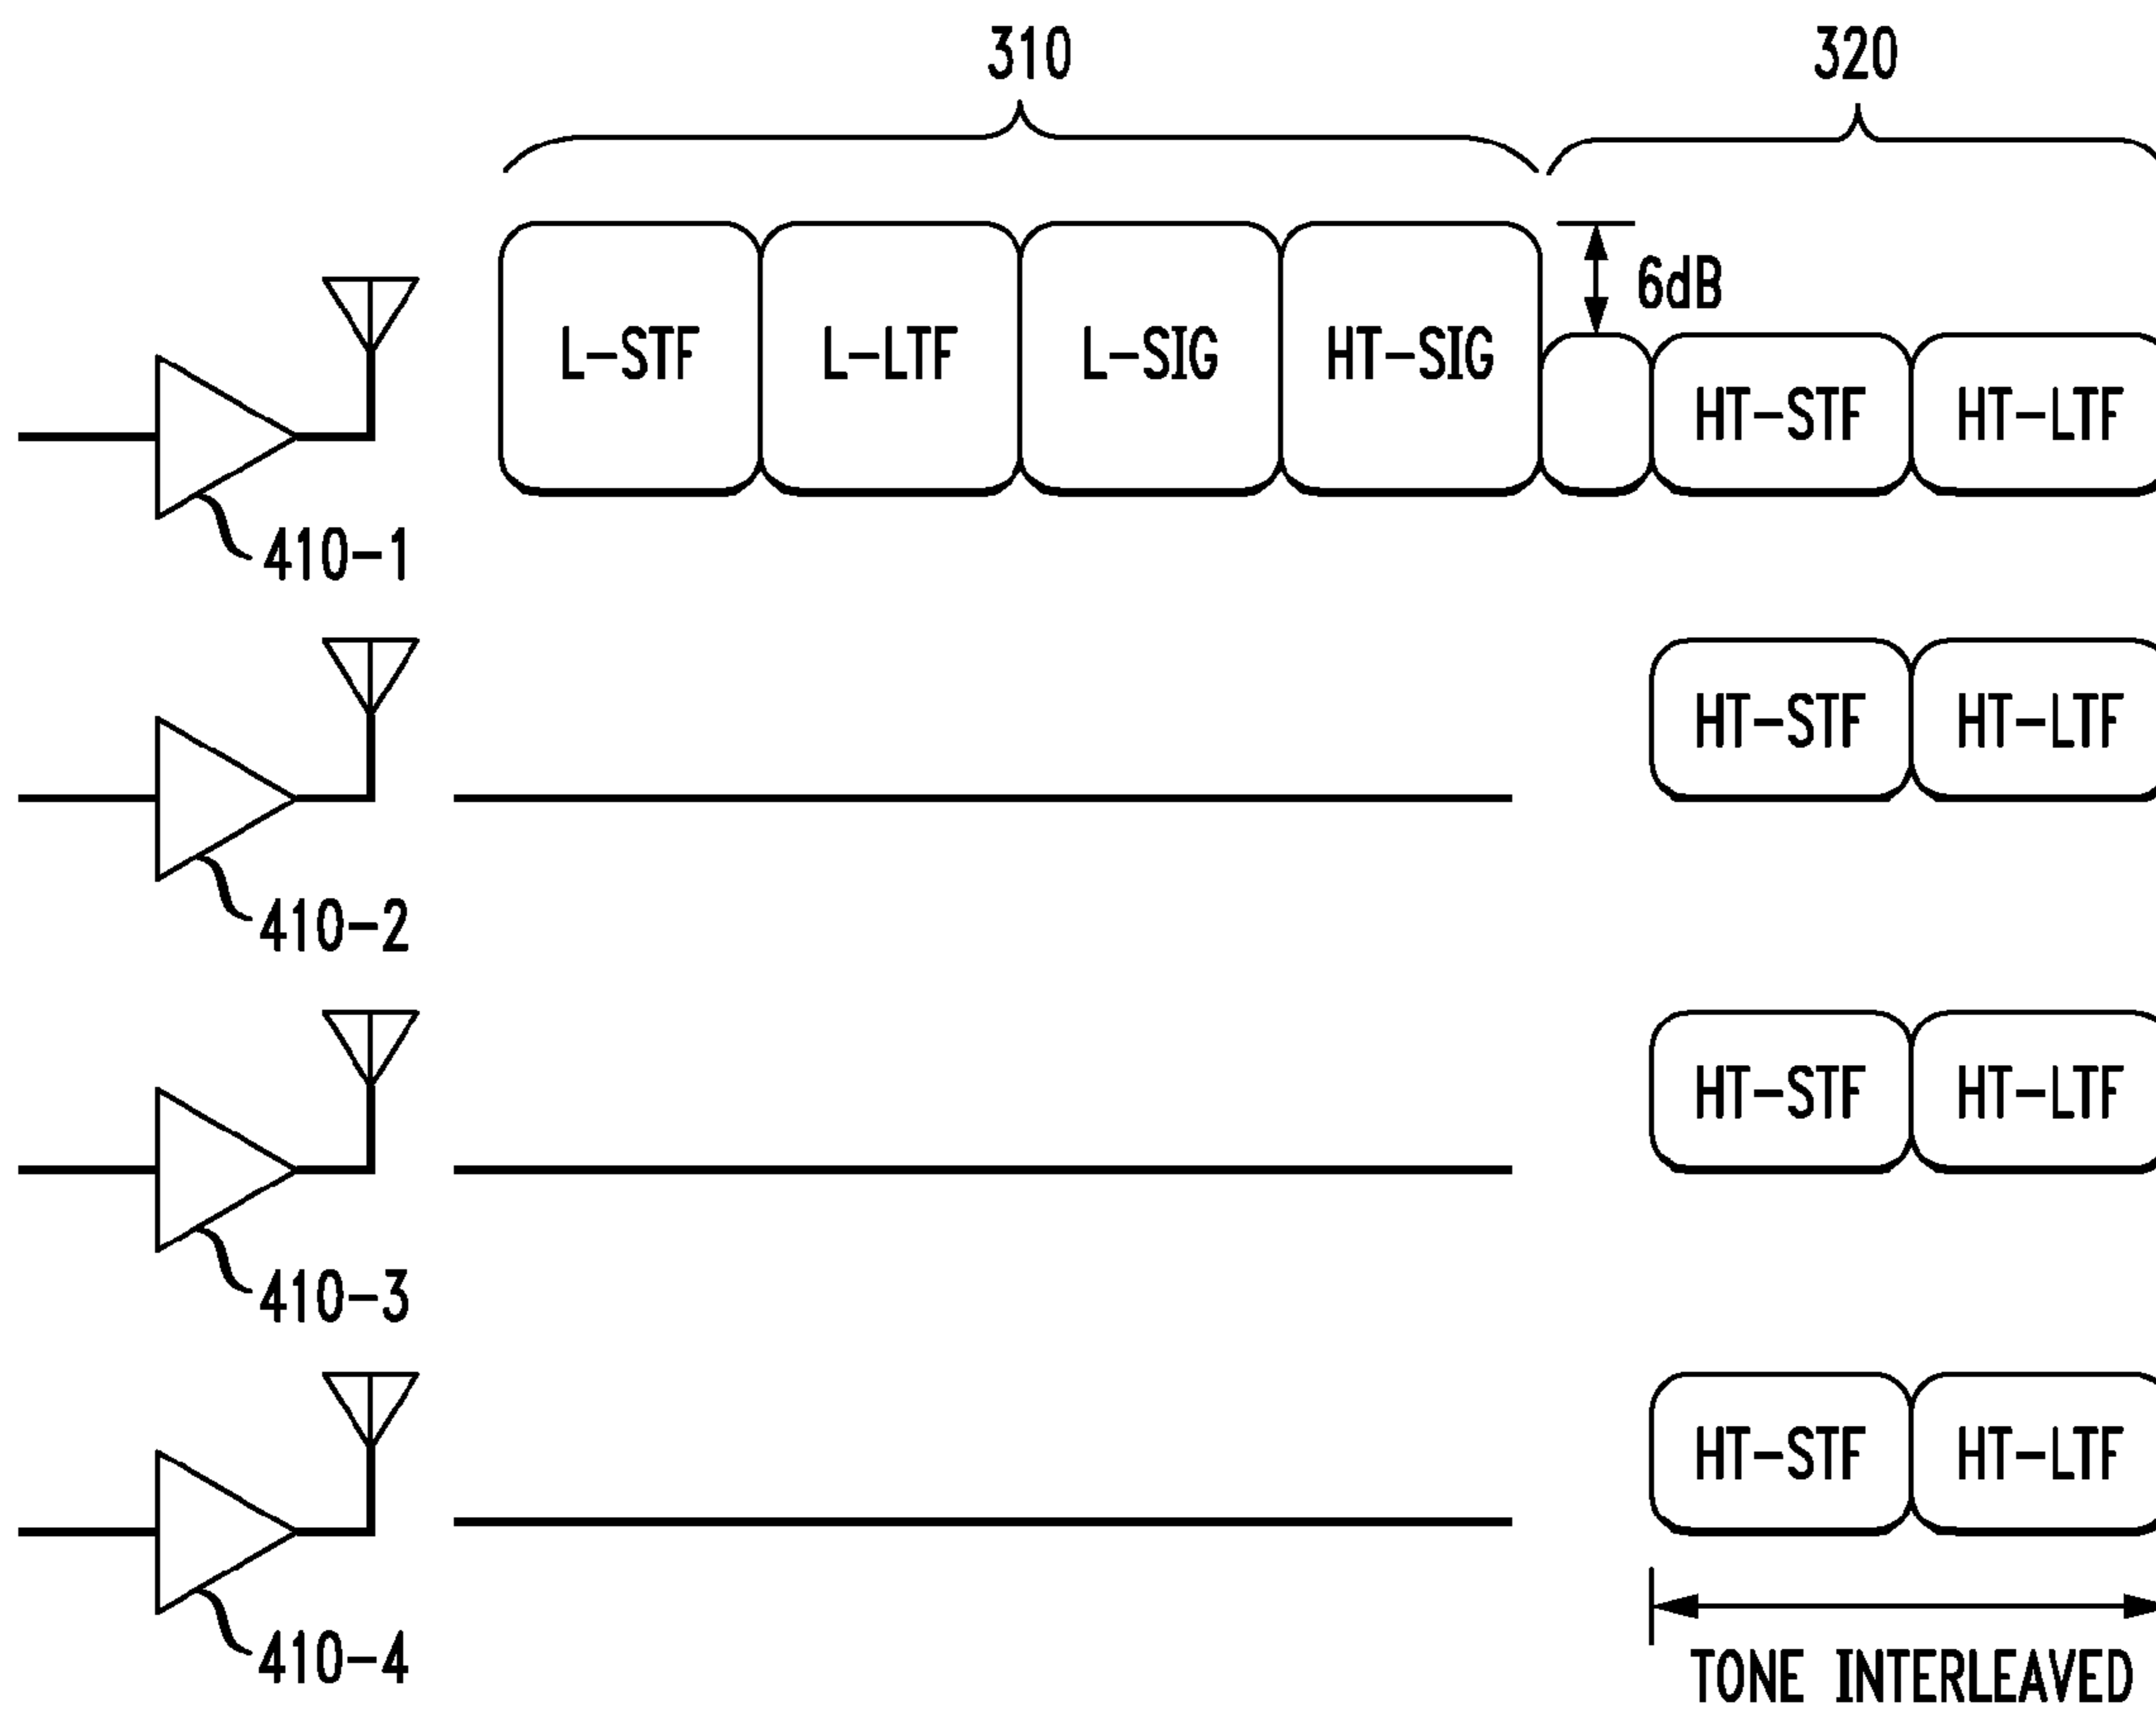 310
320
L-STF
L-LTF
L-SIG
HT-SIG
6dB
HT-STF
HT-LTF
410-1
HT-STF
HT-LTF
410-2
HT-STF
HT-LTF
410-3
HT-STF
HT-LTF
410-4
TONE INTERLEAVED